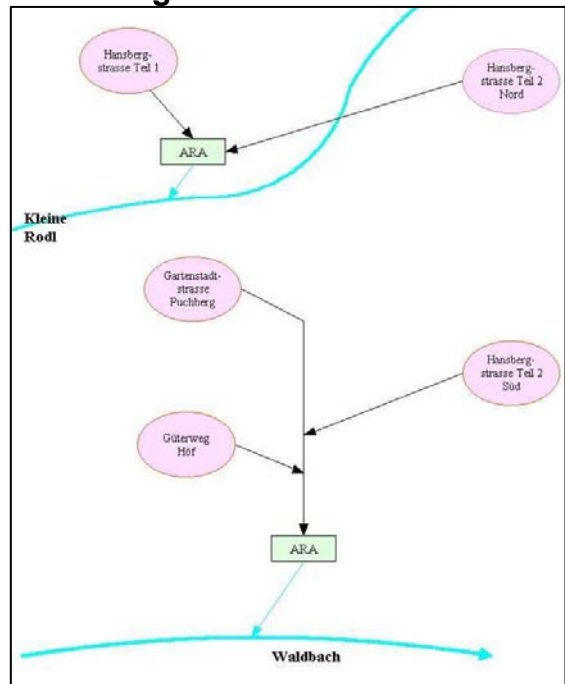 Hansberg-
strasse Teil 1
Hansberg-
strasse Teil 2
Nord
ARA
Kleine
Rodl
Gartenstadt-
strasse
Puchberg
Hansberg-
strasse Teil 2
Süd
Güterweg
Hof
ARA
Waldbach